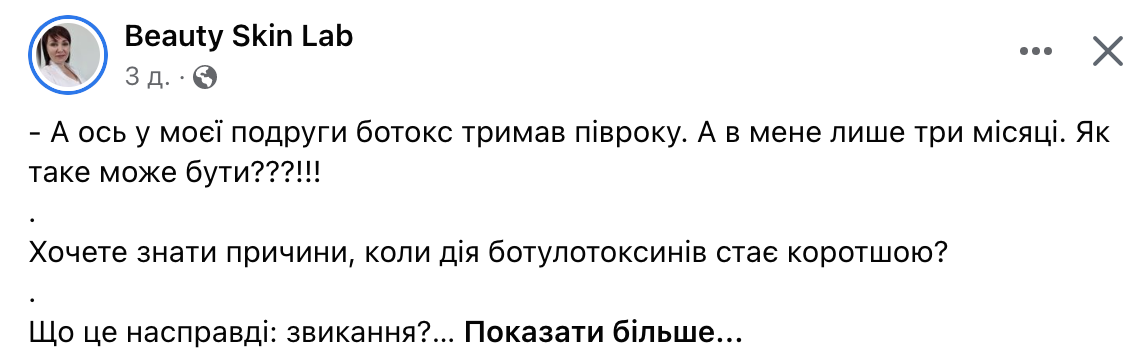 Beauty Skin Lab
3 д. ·
- А ось у моєї подруги ботокс тримав півроку. А в мене лише три місяці. Як
таке може бути???!!!
.
Хочете знати причини, коли дія ботулотоксинів стає коротшою?
.
Що це насправді: звикання?... Показати більше...